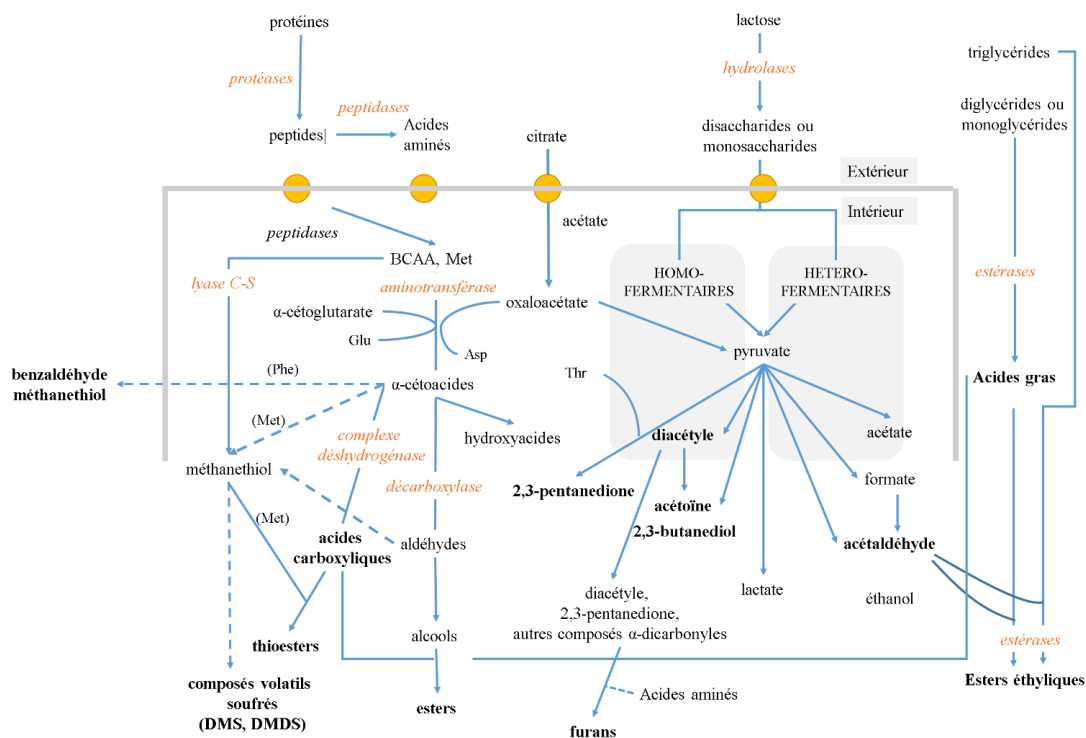 protéines
lactose
triglycérides
protéases
hydrolases
peptidases
diglycérides ou
monoglycérides
peptides|
Acides
aminés
citrate
disaccharides ou
monosaccharides
Extérieur
Intérieur
acétate
peptidases
BCAA, Met
lyase C-S
aminotransférase
HOMO-
FERMENTAIRES
HETERO-
FERMENTAIRES
estérases
oxaloacétate
α-cétoglutarate
Glu
Asp
pyruvate
benzaldéhyde
méthanethiol
(Phe)
α-cétoacides
Thr
Acides gras
(Met)
hydroxyacides
complexe
déshydrogénase
diacétyle
acétate
méthanethiol
décarboxylase
2,3-pentanedione
formate
acétoïne
2,3-butanediol
(Met)
acides
carboxyliques
aldéhydes
acétaldéhyde
diacétyle,
2,3-pentanedione,
autres composés α-dicarbonyles
lactate
éthanol
thioesters
alcools
estérases
composés volatils
soufrés
(DMS, DMDS)
esters
Acides aminés
Esters éthyliques
furans